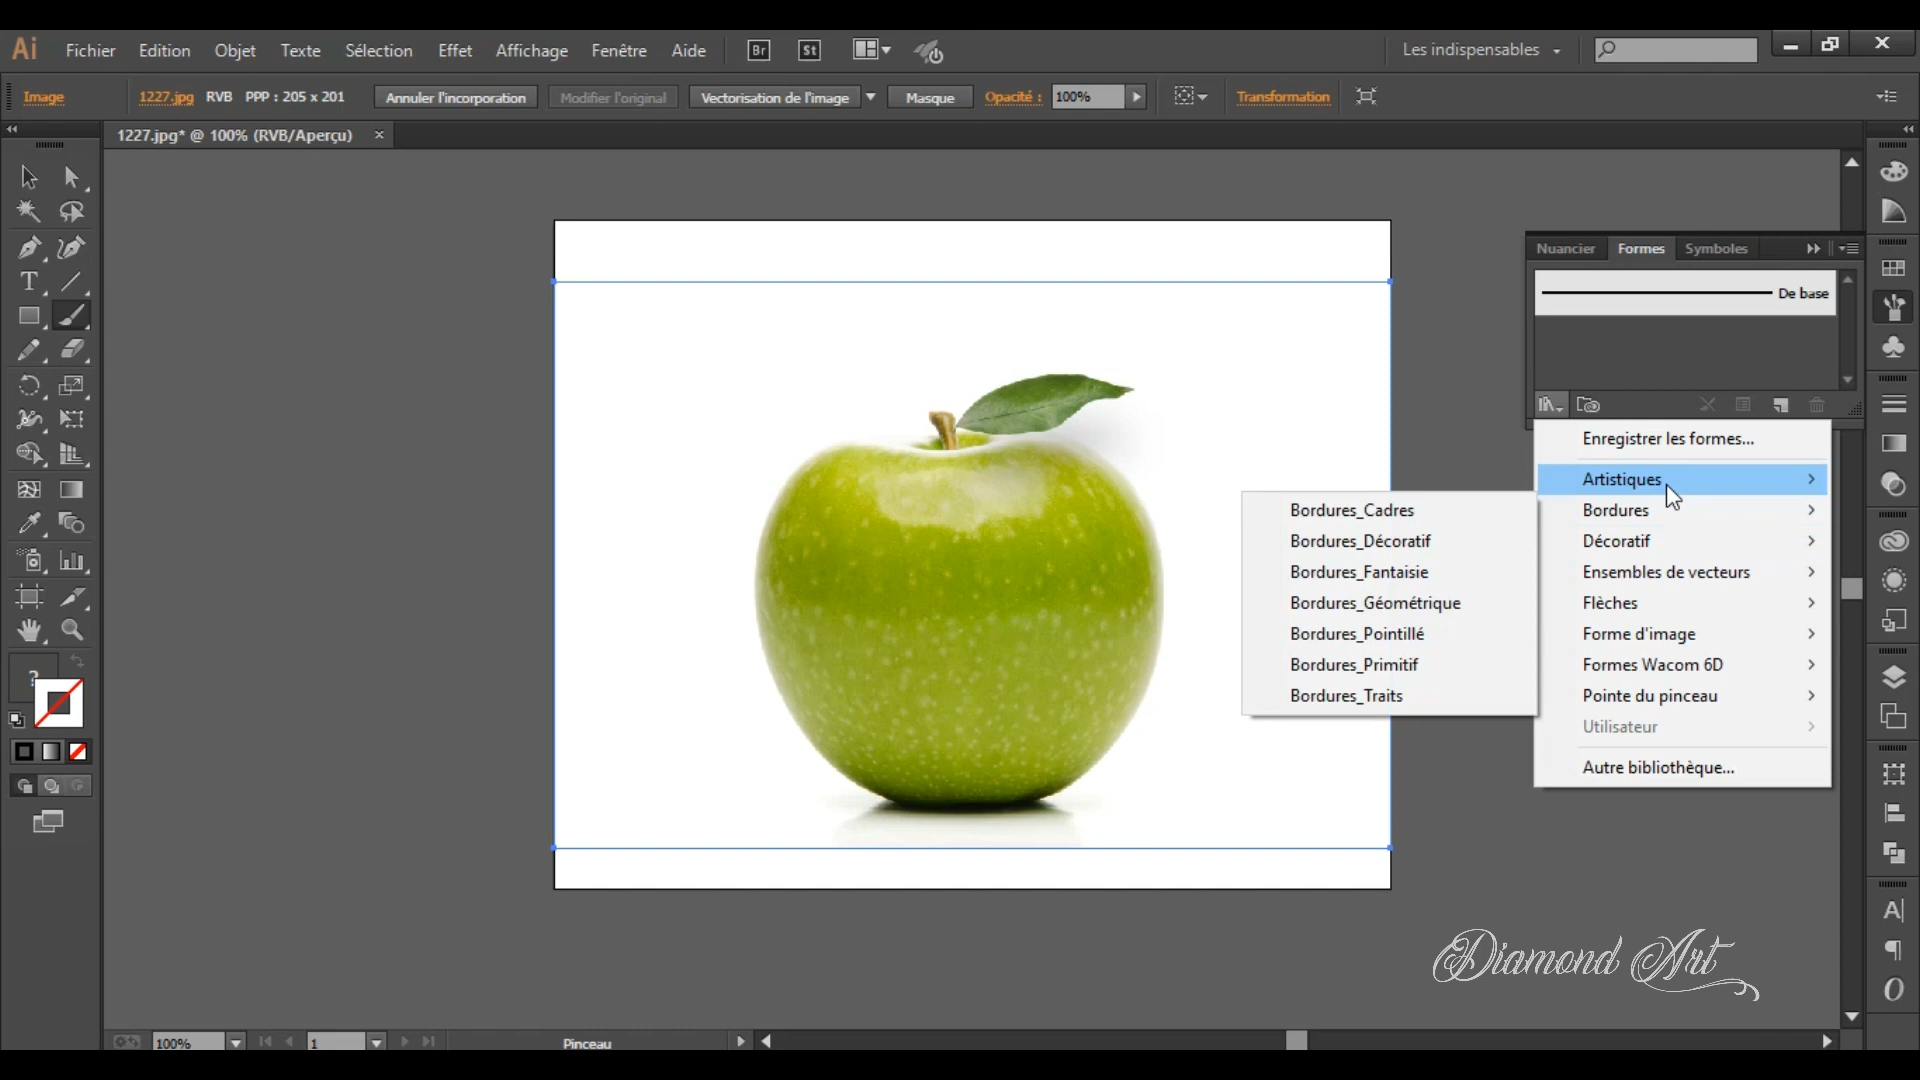 Ai Fichier Edition Objet Texte Sélection Effet Affichage Fenêtre Aide Br St Les indispensables
Image 1227.jpg RVB PPP : 205 x 201 Annuler l'incorporation Modifier l'original Vectorisation de l'image Masque Opacité : 100% Transformation
1227.jpg* @ 100% (RVB/Aperçu) ×
Nuancier Formes Symboles
De base
Enregistrer les formes...
Artistiques
Bordures
Décoratif
Ensembles de vecteurs
Flèches
Forme d'image
Formes Wacom 6D
Pointe du pinceau
Utilisateur
Autre bibliothèque...
Bordures_Cadres
Bordures_Décoratif
Bordures_Fantaisie
Bordures_Géométrique
Bordures_Pointillé
Bordures_Primitif
Bordures_Traits
?
Diamond Art
100% 1 Pinceau